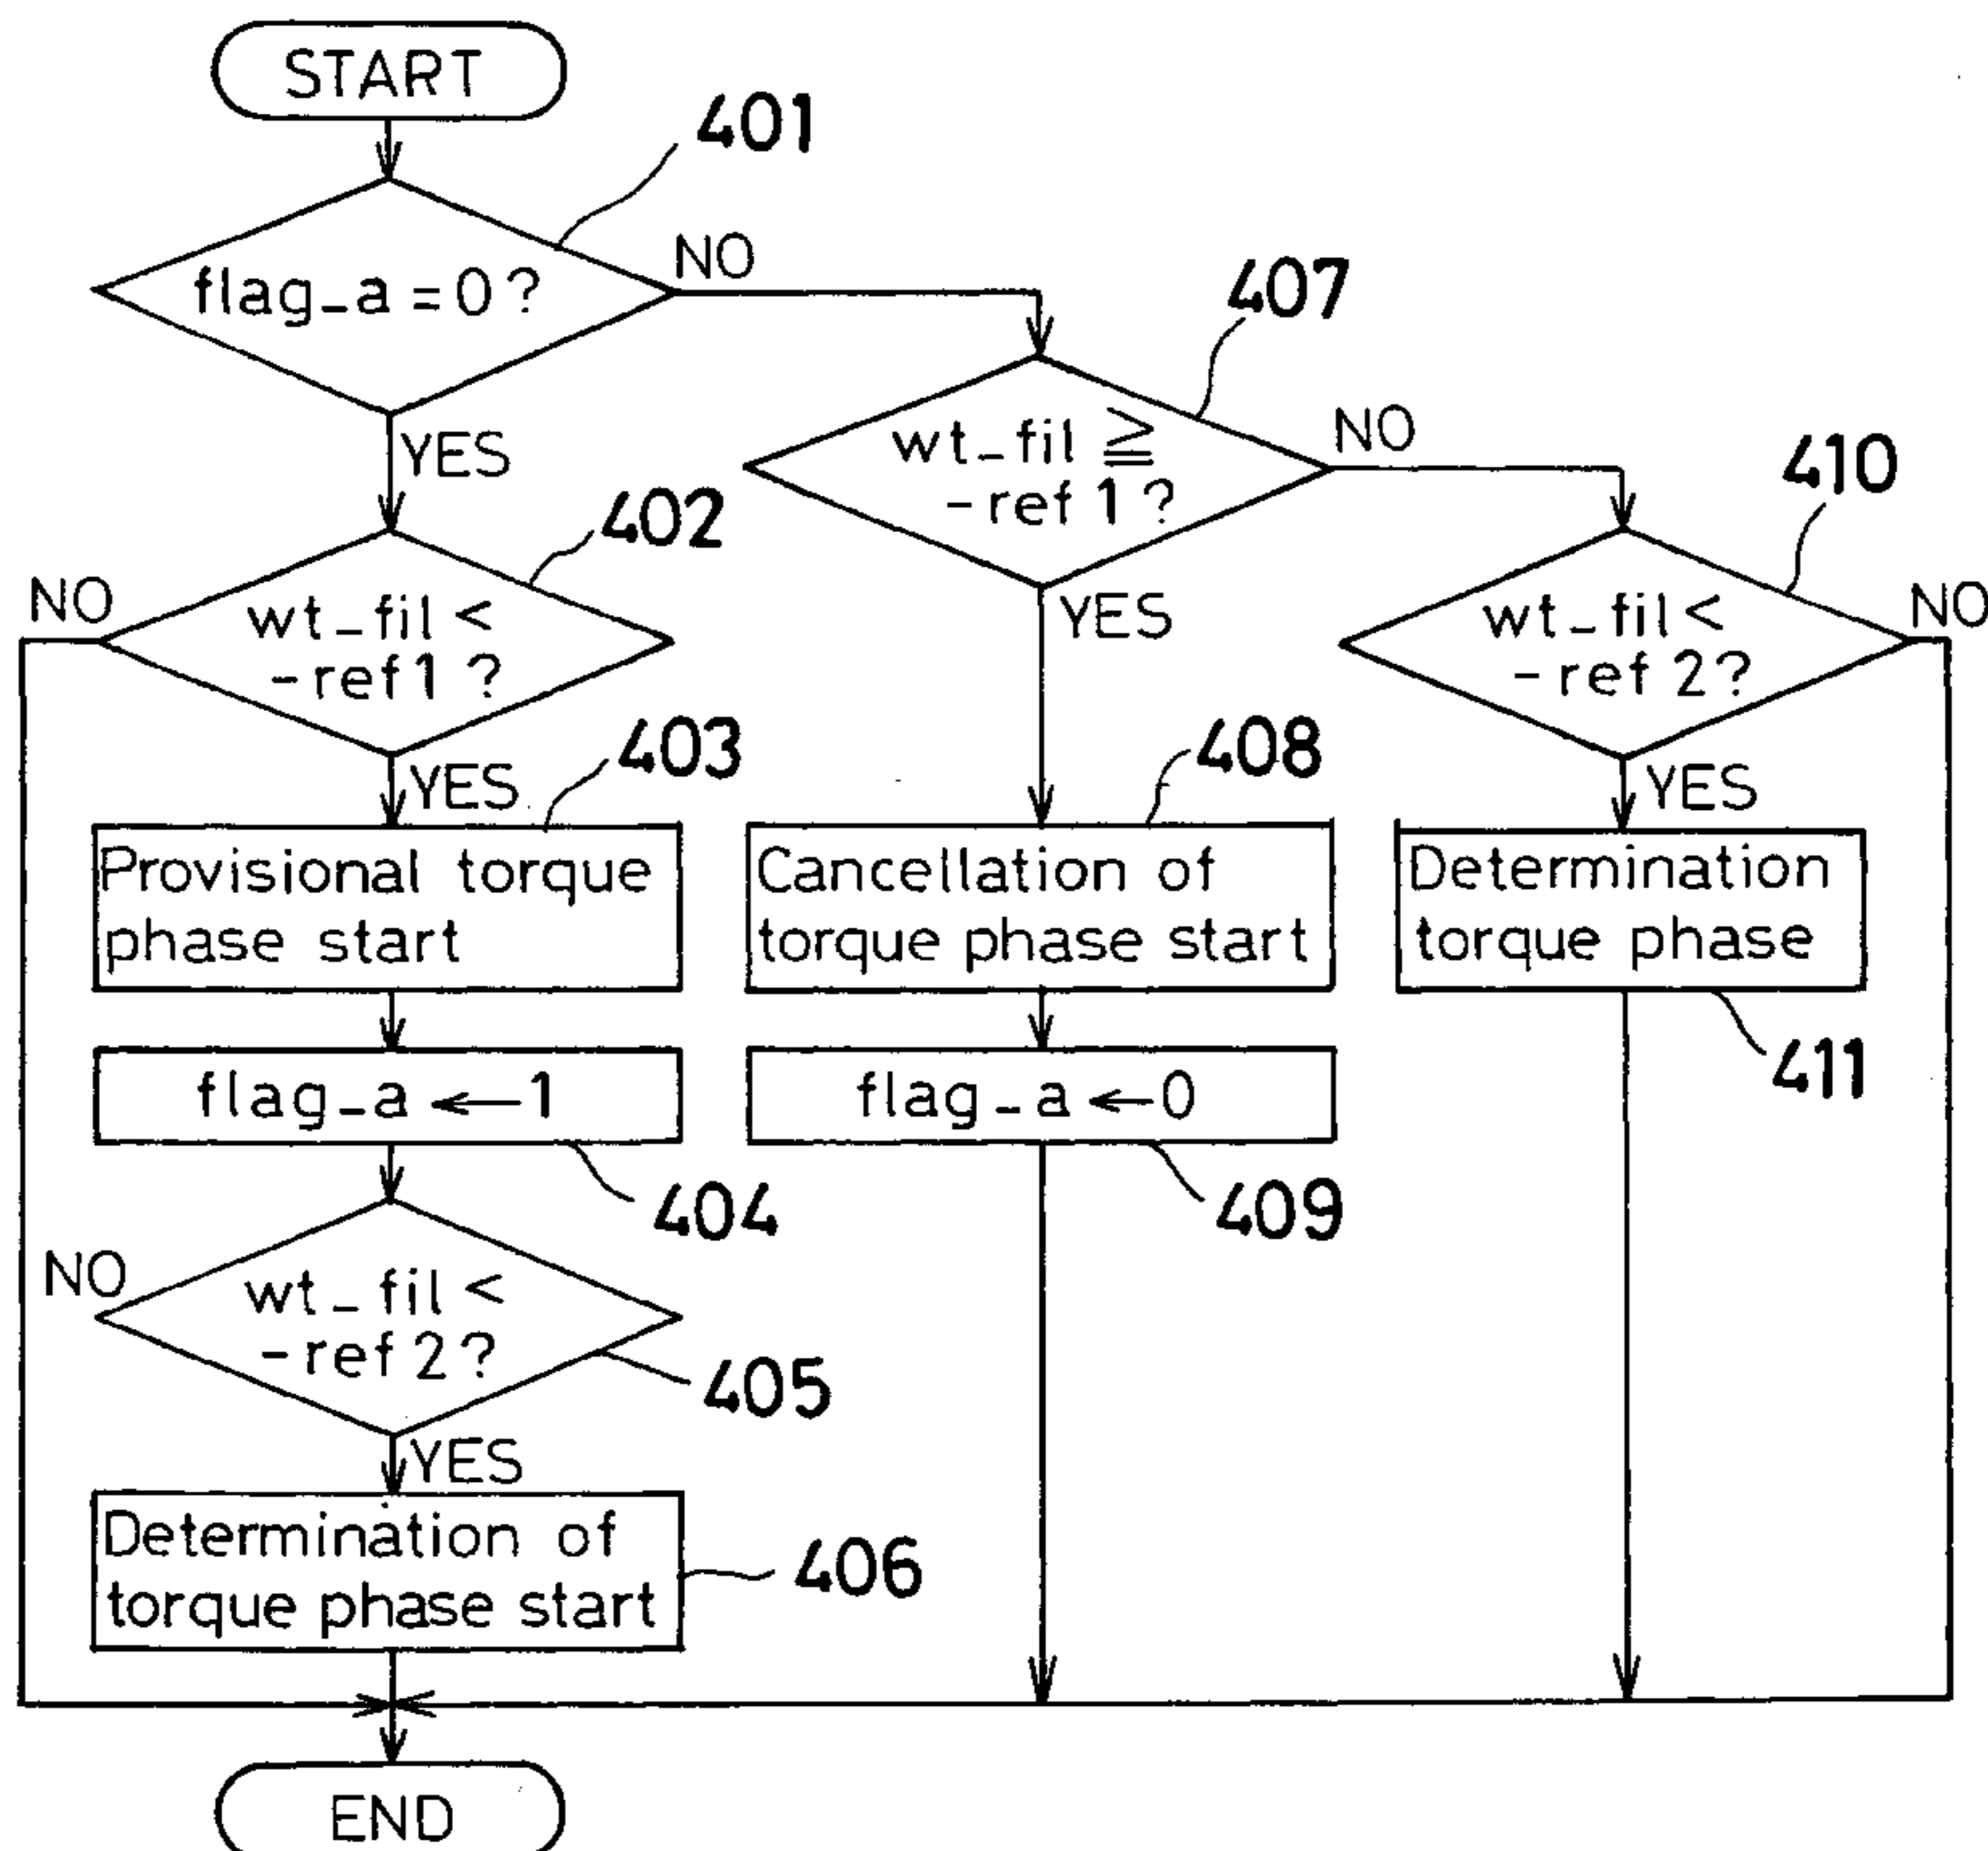 START
401
flag_a = 0 ?
NO
YES
407
wt_fil ≧
-ref 1 ?
NO
YES
410
402
wt_fil <
-ref 1 ?
NO
YES
wt_fil <
-ref 2 ?
NO
YES
403
Provisional torque
phase start
408
Cancellation of
torque phase start
Determination
torque phase
411
flag_a ← 1
404
flag_a ← 0
409
NO
wt_fil <
-ref 2 ?
405
YES
Determination of
torque phase start
406
END